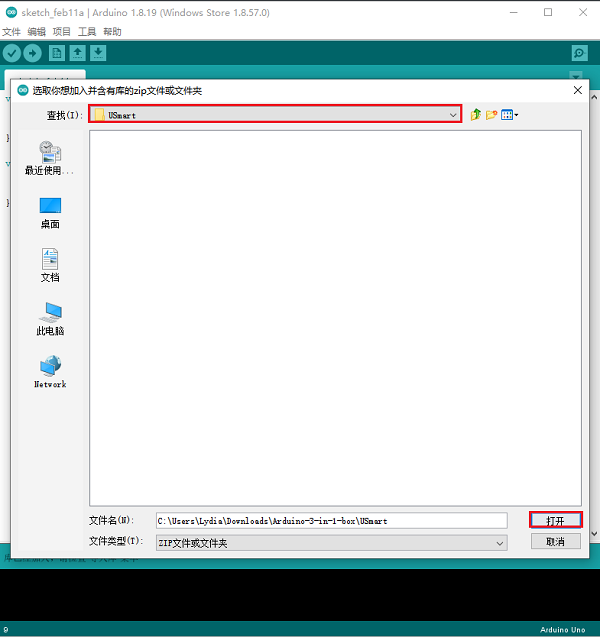 sketch_feb11a | Arduino 1.8.19 (Windows Store 1.8.57.0)
文件 编辑 项目 工具 帮助
选取你想加入并含有库的zip文件或文件夹
查找(I):
USmart
最近使用...
桌面
文档
此电脑
Network
文件名(N):
C:\Users\Lydia\Downloads\Arduino-3-in-1-box\USmart
打开
文件类型(T):
ZIP文件或文件夹
取消
9
Arduino Uno